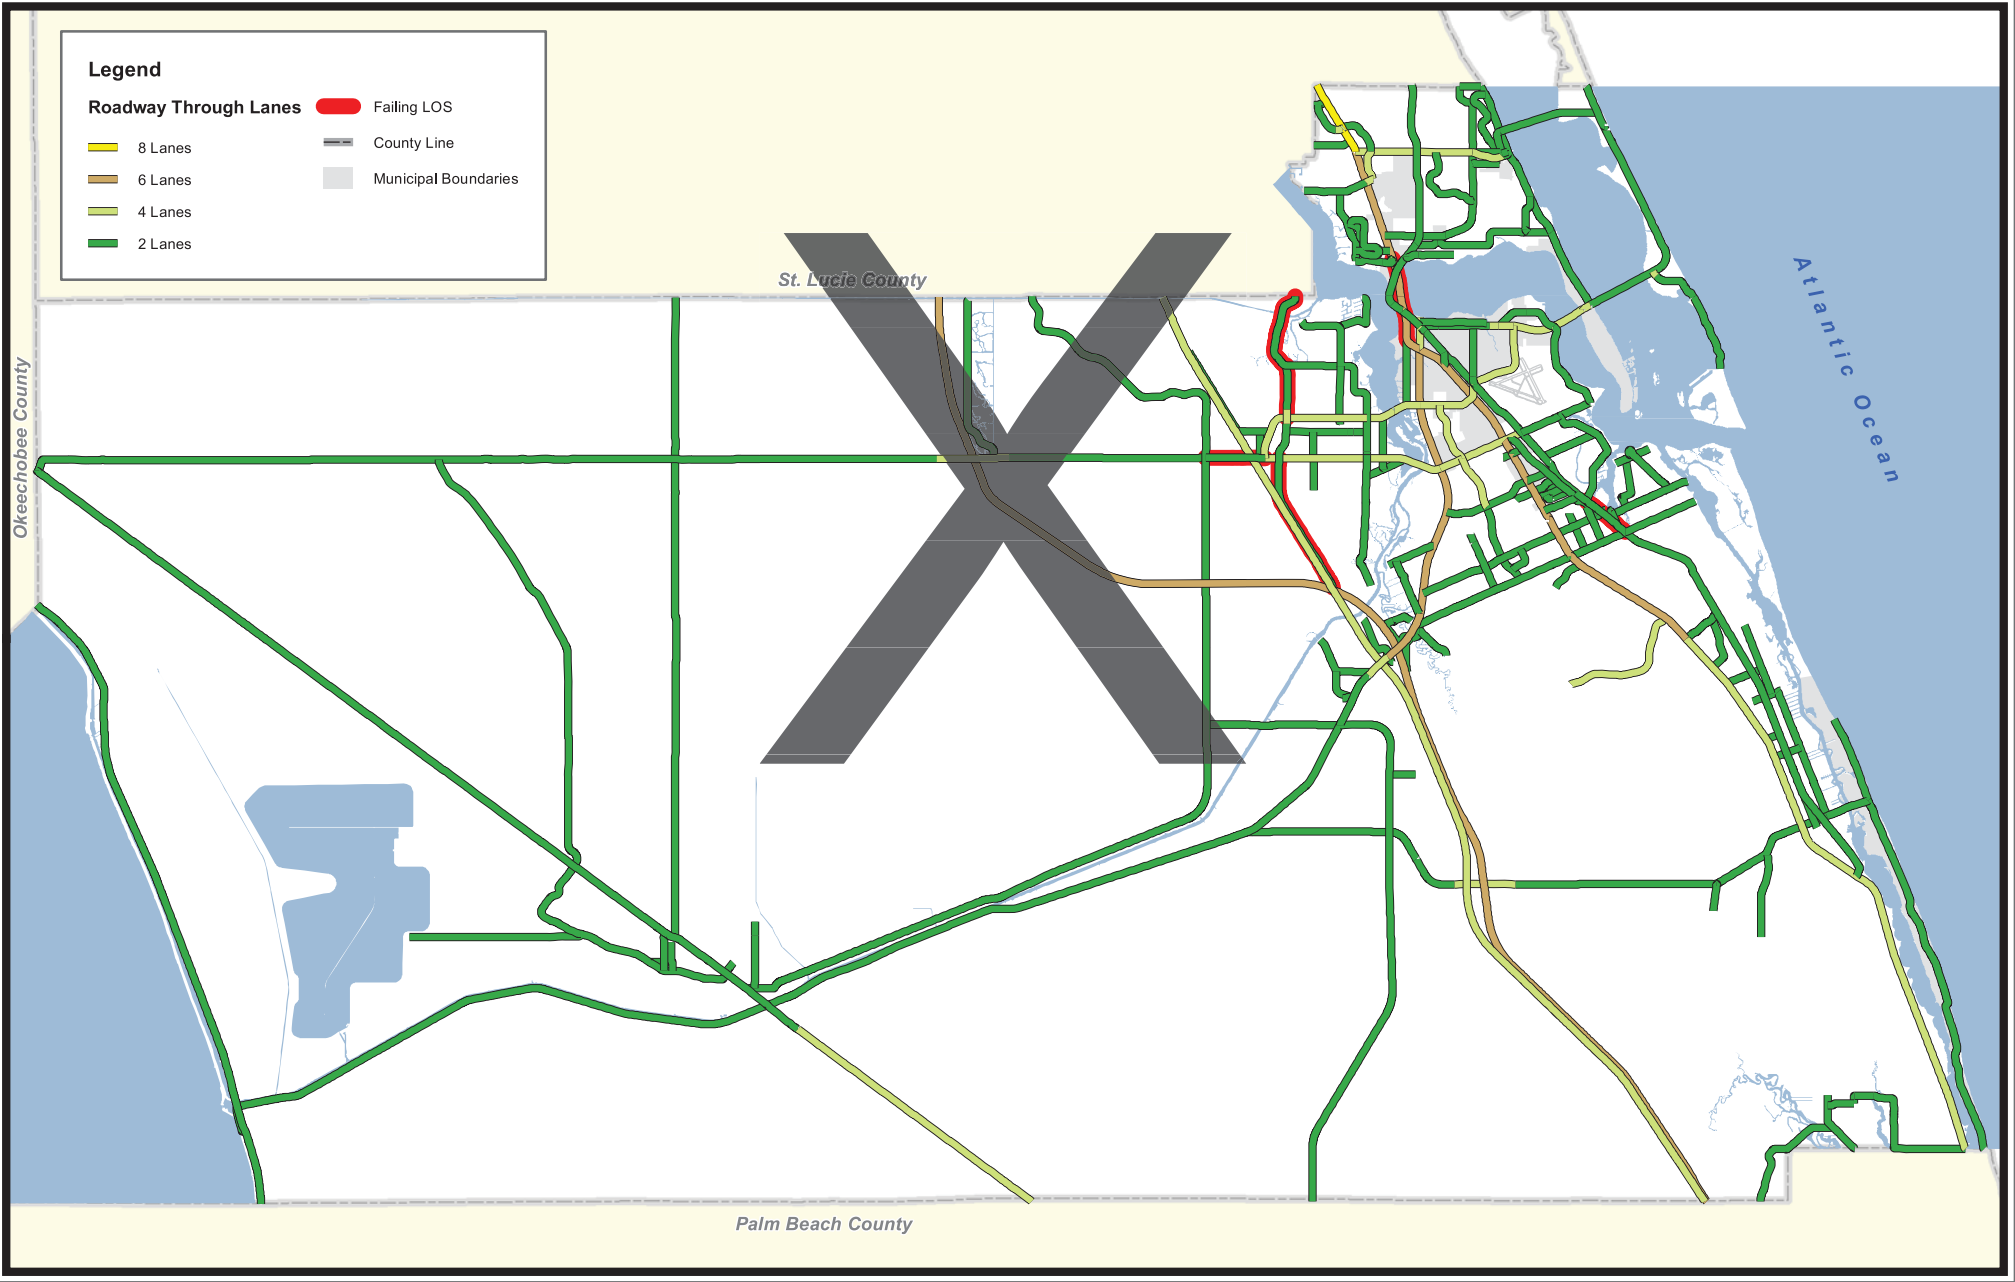 Legend
Roadway Through Lanes
8 Lanes
6 Lanes
4 Lanes
2 Lanes
Failing LOS
County Line
Municipal Boundaries
St. Lucie County
Okeechobee County
Atlantic Ocean
Palm Beach County
X